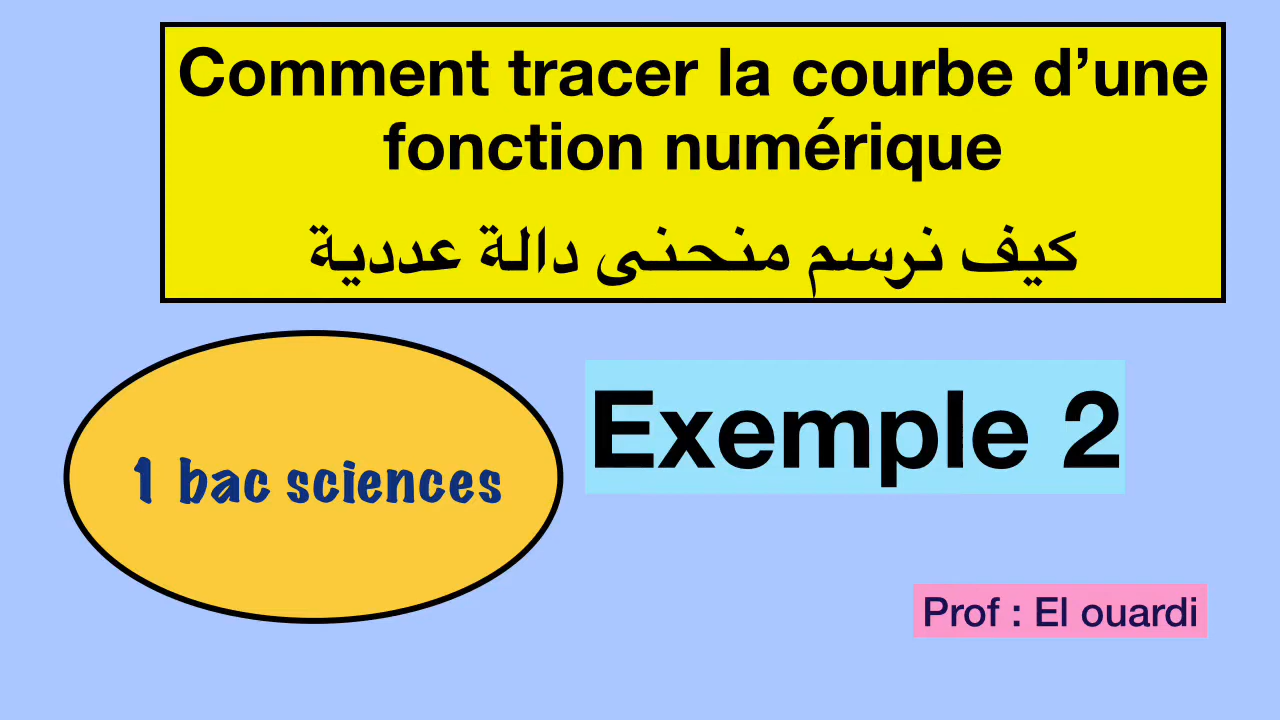 Comment tracer la courbe d’une
fonction numérique
كيف نرسم منحنى دالة عددية
Exemple 2
1 bac sciences
Prof : El ouardi